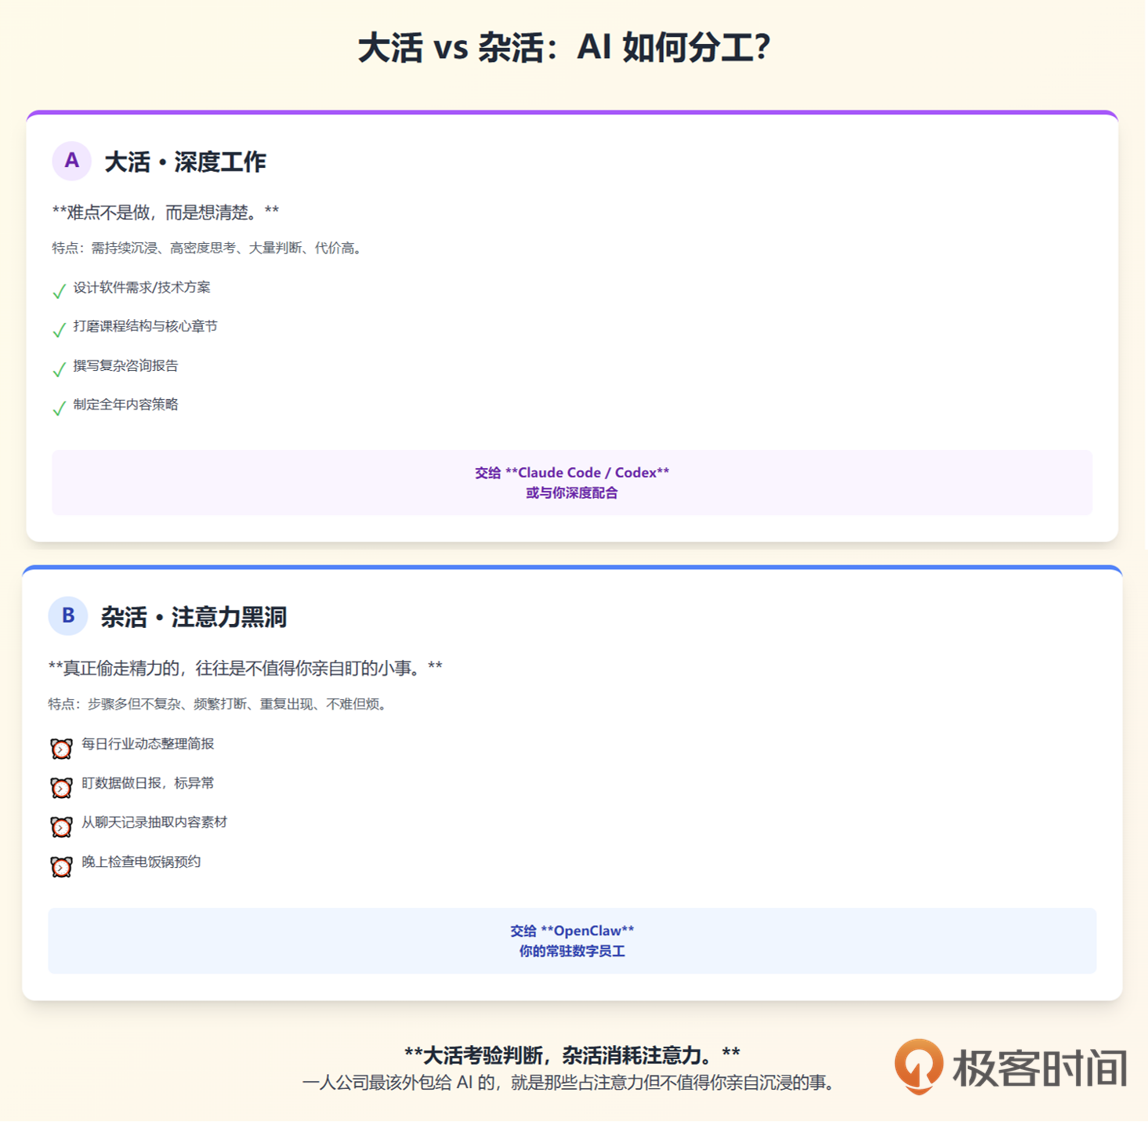 大活 vs 杂活：AI 如何分工？
A
大活 • 深度工作
**难点不是做，而是想清楚。**
特点：需持续沉浸、高密度思考、大量判断、代价高。
✓ 设计软件需求/技术方案
✓ 打磨课程结构与核心章节
✓ 撰写复杂咨询报告
✓ 制定全年内容策略
交给 **Claude Code / Codex**
或与你深度配合
B
杂活 • 注意力黑洞
**真正偷走精力的，往往是不值得你亲自盯的小事。**
特点：步骤多但不复杂、频繁打断、重复出现、不难但烦。
每日行业动态整理简报
盯数据做日报，标异常
从聊天记录抽取内容素材
晚上检查电饭锅预约
交给 **OpenClaw**
你的常驻数字员工
**大活考验判断，杂活消耗注意力。**
一人公司最该外包给 AI 的，就是那些占注意力但不值得你亲自沉浸的事。
极客时间